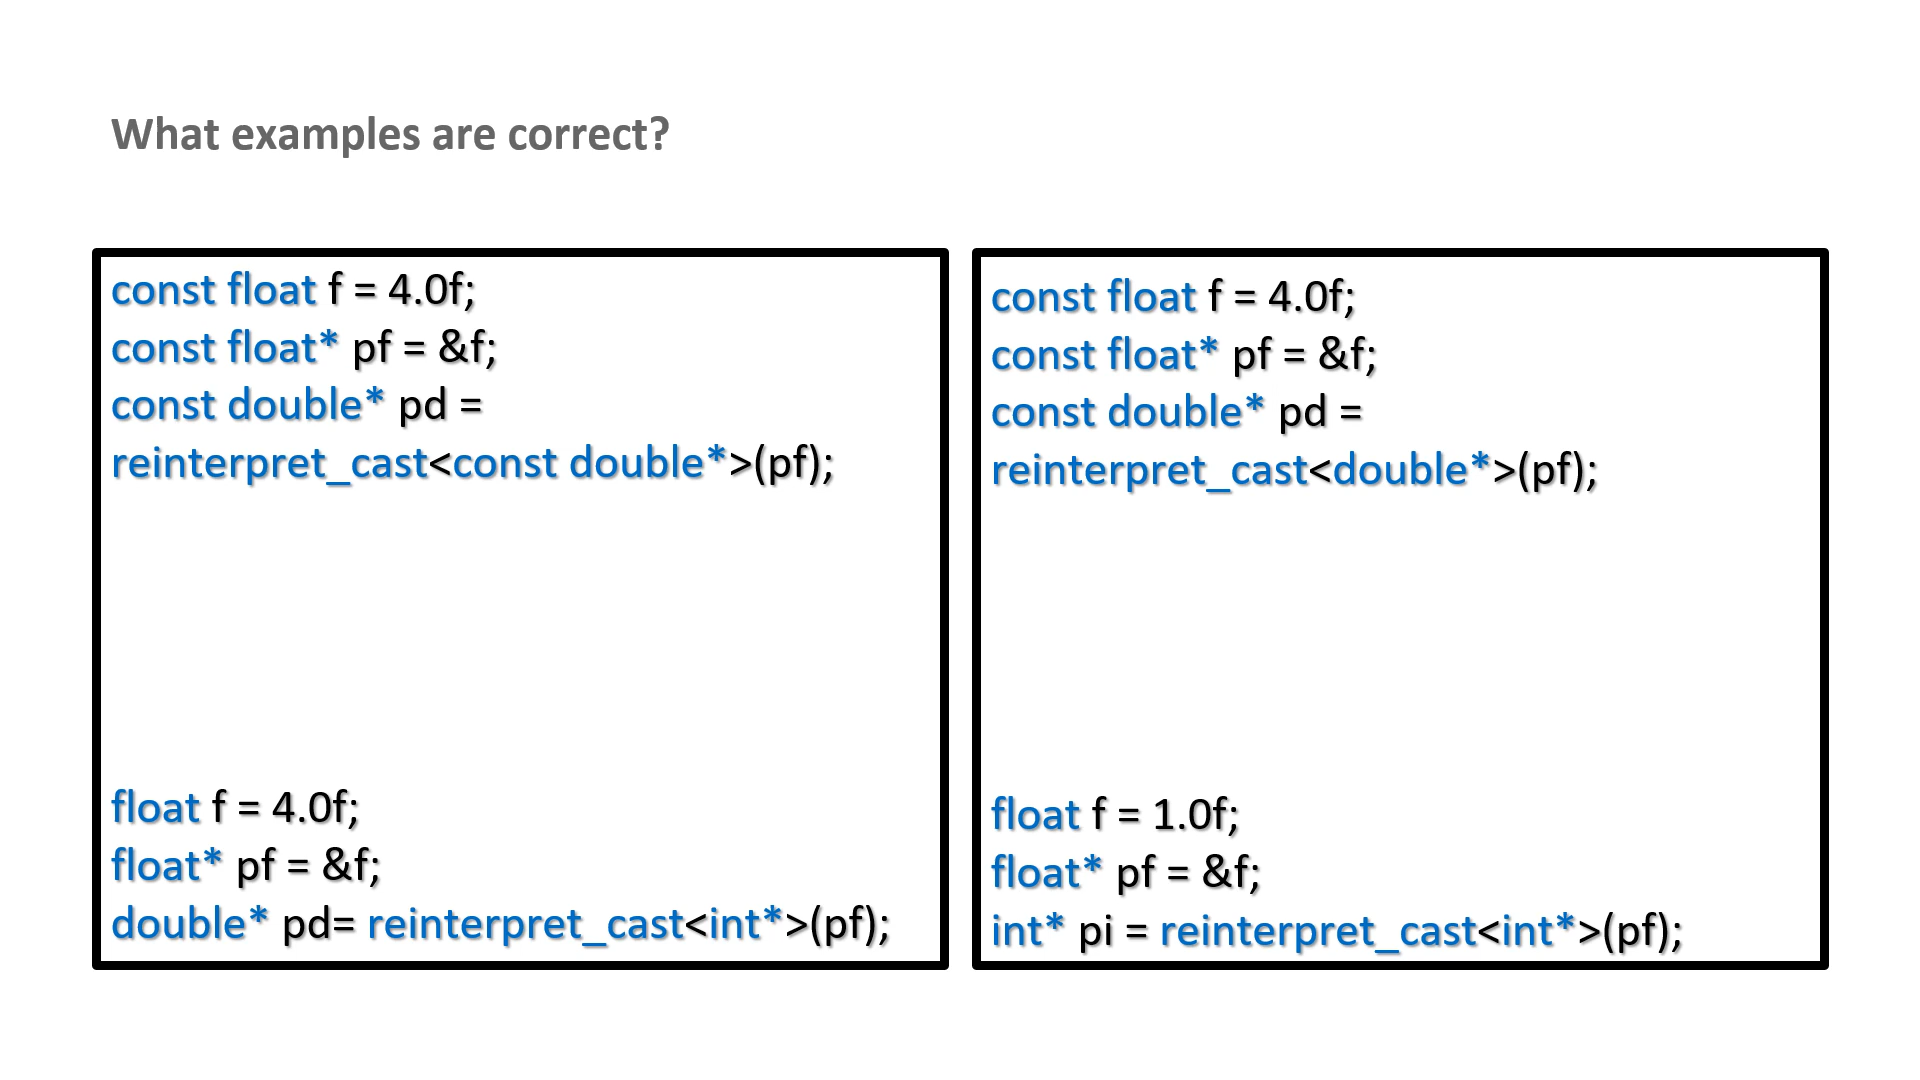 What examples are correct?
const float f = 4.0f;
const float* pf = &f;
const double* pd =
reinterpret_cast<const double*>(pf);
float f = 4.0f;
float* pf = &f;
double* pd= reinterpret_cast<int*>(pf);
const float f = 4.0f;
const float* pf = &f;
const double* pd =
reinterpret_cast<double*>(pf);
float f = 1.0f;
float* pf = &f;
int* pi = reinterpret_cast<int*>(pf);